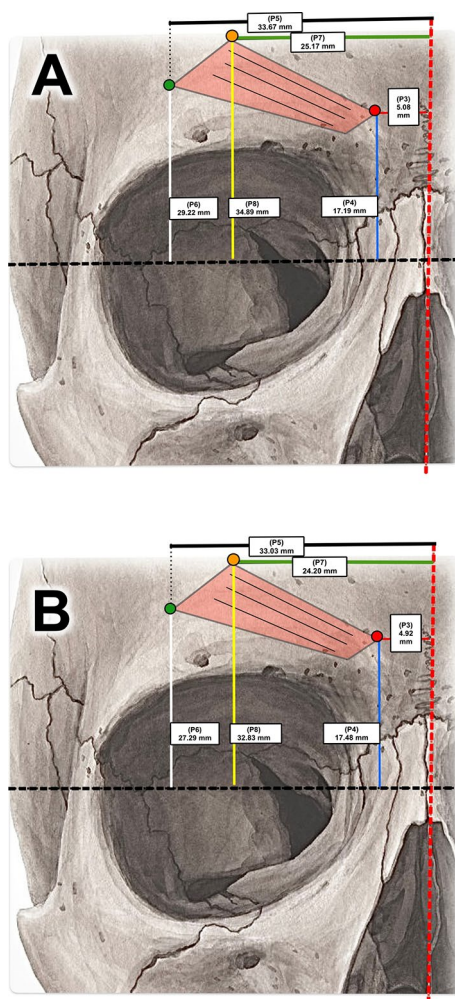 A
(P5)
33.67 mm
(P7)
25.17 mm
(P3)
5.08
mm
(P6)
29.22 mm
(P8)
34.89 mm
(P4)
17.19 mm
B
(P5)
33.03 mm
(P7)
24.20 mm
(P3)
4.92
mm
(P6)
27.29 mm
(P8)
32.83 mm
(P4)
17.48 mm